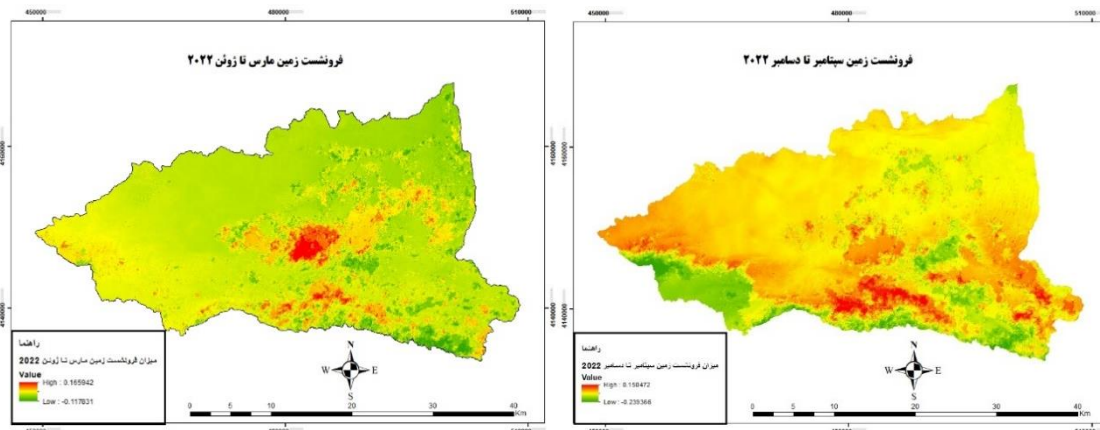 450000 480000 510000
فرونشست زمین مارس تا ژوئن ۲۰۲۲
4160000
4140000
راهنما
میزان فرونشست زمین مارس تا ژوئن 2022
Value
High : 0.165942
Low : -0.117831
N
W E
S
0 5 10 20 30 40
Km
450000 480000 510000
فرونشست زمین سپتامبر تا دسامبر ۲۰۲۲
4160000
4140000
راهنما
میزان فرونشست زمین سپتامبر تا دسامبر 2022
Value
High : 0.158472
N
W E
S
0 5 10 20 30 40
Km